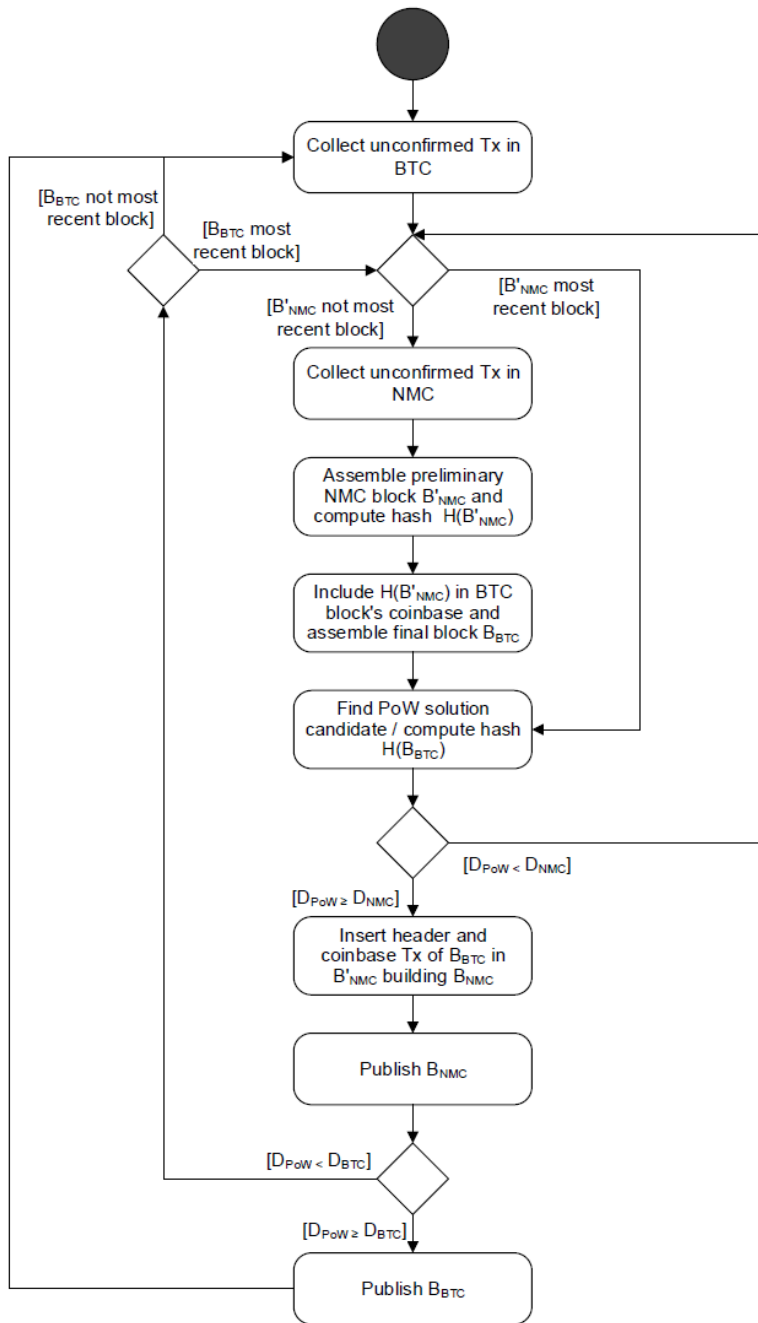 Collect unconfirmed Tx in
BTC
[B_BTC not most
recent block]
[B_BTC most
recent block]
[B'_NMC not most
recent block]
[B'_NMC most
recent block]
Collect unconfirmed Tx in
NMC
Assemble preliminary
NMC block B'_NMC and
compute hash H(B'_NMC)
Include H(B'_NMC) in BTC
block's coinbase and
assemble final block B_BTC
Find PoW solution
candidate / compute hash
H(B_BTC)
[D_PoW < D_NMC]
[D_PoW ≥ D_NMC]
Insert header and
coinbase Tx of B_BTC in
B'_NMC building B_NMC
Publish B_NMC
[D_PoW < D_BTC]
[D_PoW ≥ D_BTC]
Publish B_BTC